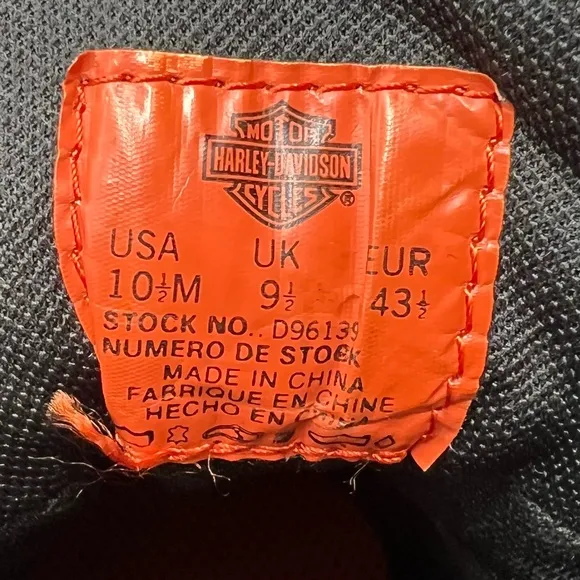 MOTOR
HARLEY-DAVIDSON
CYCLES ®
USA UK EUR
10½M 9½ 43½
STOCK NO.. D96139
NUMERO DE STOCK
MADE IN CHINA
FABRIQUE EN CHINE
HECHO EN CHINA